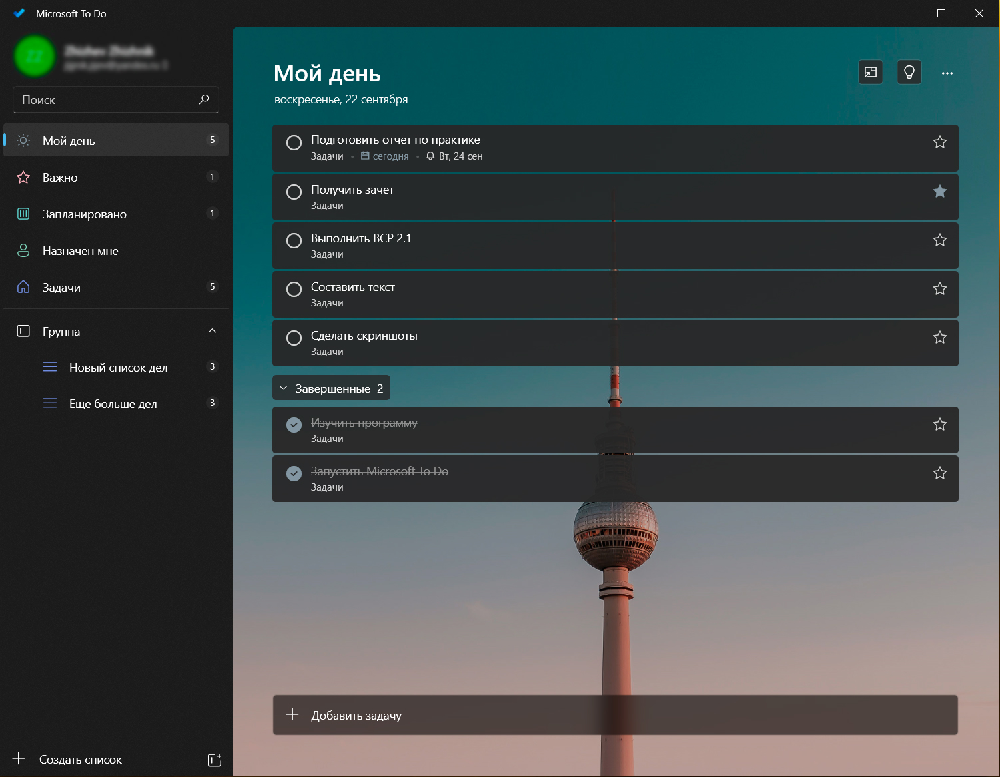 Microsoft To Do
Поиск
Мой день 5
Важно 1
Запланировано 1
Назначен мне
Задачи 5
Группа
Новый список дел 3
Еще больше дел 3
Создать список
Мой день
воскресенье, 22 сентября
Подготовить отчет по практике
Задачи • сегодня • Вт, 24 сен
Получить зачет
Задачи
Выполнить ВСР 2.1
Задачи
Составить текст
Задачи
Сделать скриншоты
Задачи
Завершенные 2
Изучить программу
Задачи
Запустить Microsoft To Do
Задачи
Добавить задачу